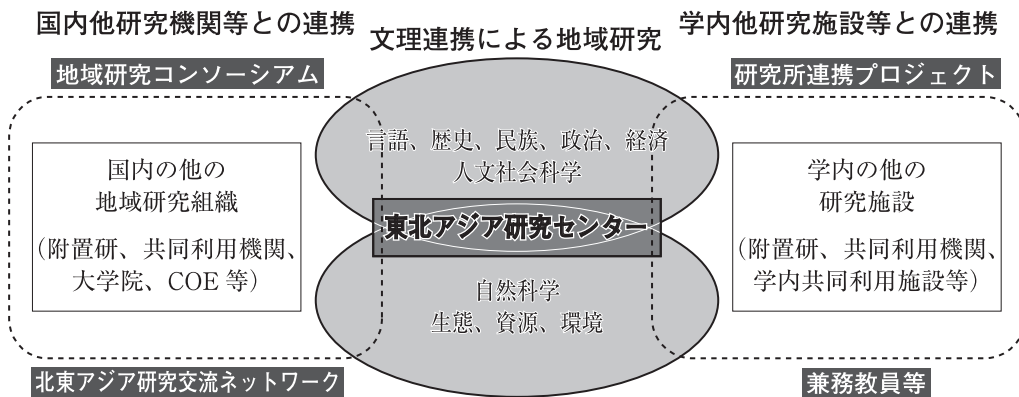 国内他研究機関等との連携
地域研究コンソーシアム
国内の他の
地域研究組織
（附置研、共同利用機関、
大学院、COE 等）
北東アジア研究交流ネットワーク
文理連携による地域研究
言語、歴史、民族、政治、経済
人文社会科学
東北アジア研究センター
自然科学
生態、資源、環境
学内他研究施設等との連携
研究所連携プロジェクト
学内の他の
研究施設
（附置研、共同利用機関、
学内共同利用施設等）
兼務教員等